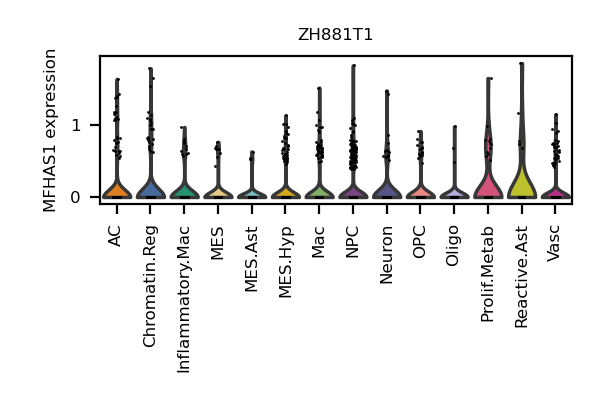 ZH881T1
MFHAS1 expression
1
0
AC
Chromatin.Reg
Inflammatory.Mac
MES
MES.Ast
MES.Hyp
Mac
NPC
Neuron
OPC
Oligo
Prolif.Metab
Reactive.Ast
Vasc